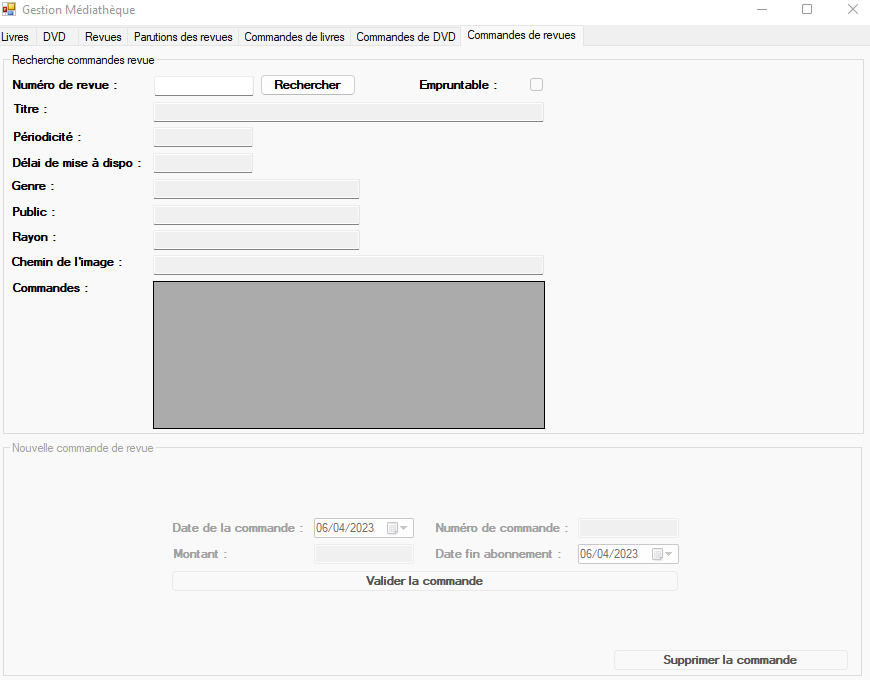 Gestion Médiathèque
Livres DVD Revues Parutions des revues Commandes de livres Commandes de DVD Commandes de revues
Recherche commandes revue
Numéro de revue : Rechercher Empruntable :
Titre :
Périodicité :
Délai de mise à dispo :
Genre :
Public :
Rayon :
Chemin de l'image :
Commandes :
Nouvelle commande de revue
Date de la commande : 06/04/2023 Numéro de commande :
Montant : Date fin abonnement : 06/04/2023
Valider la commande
Supprimer la commande